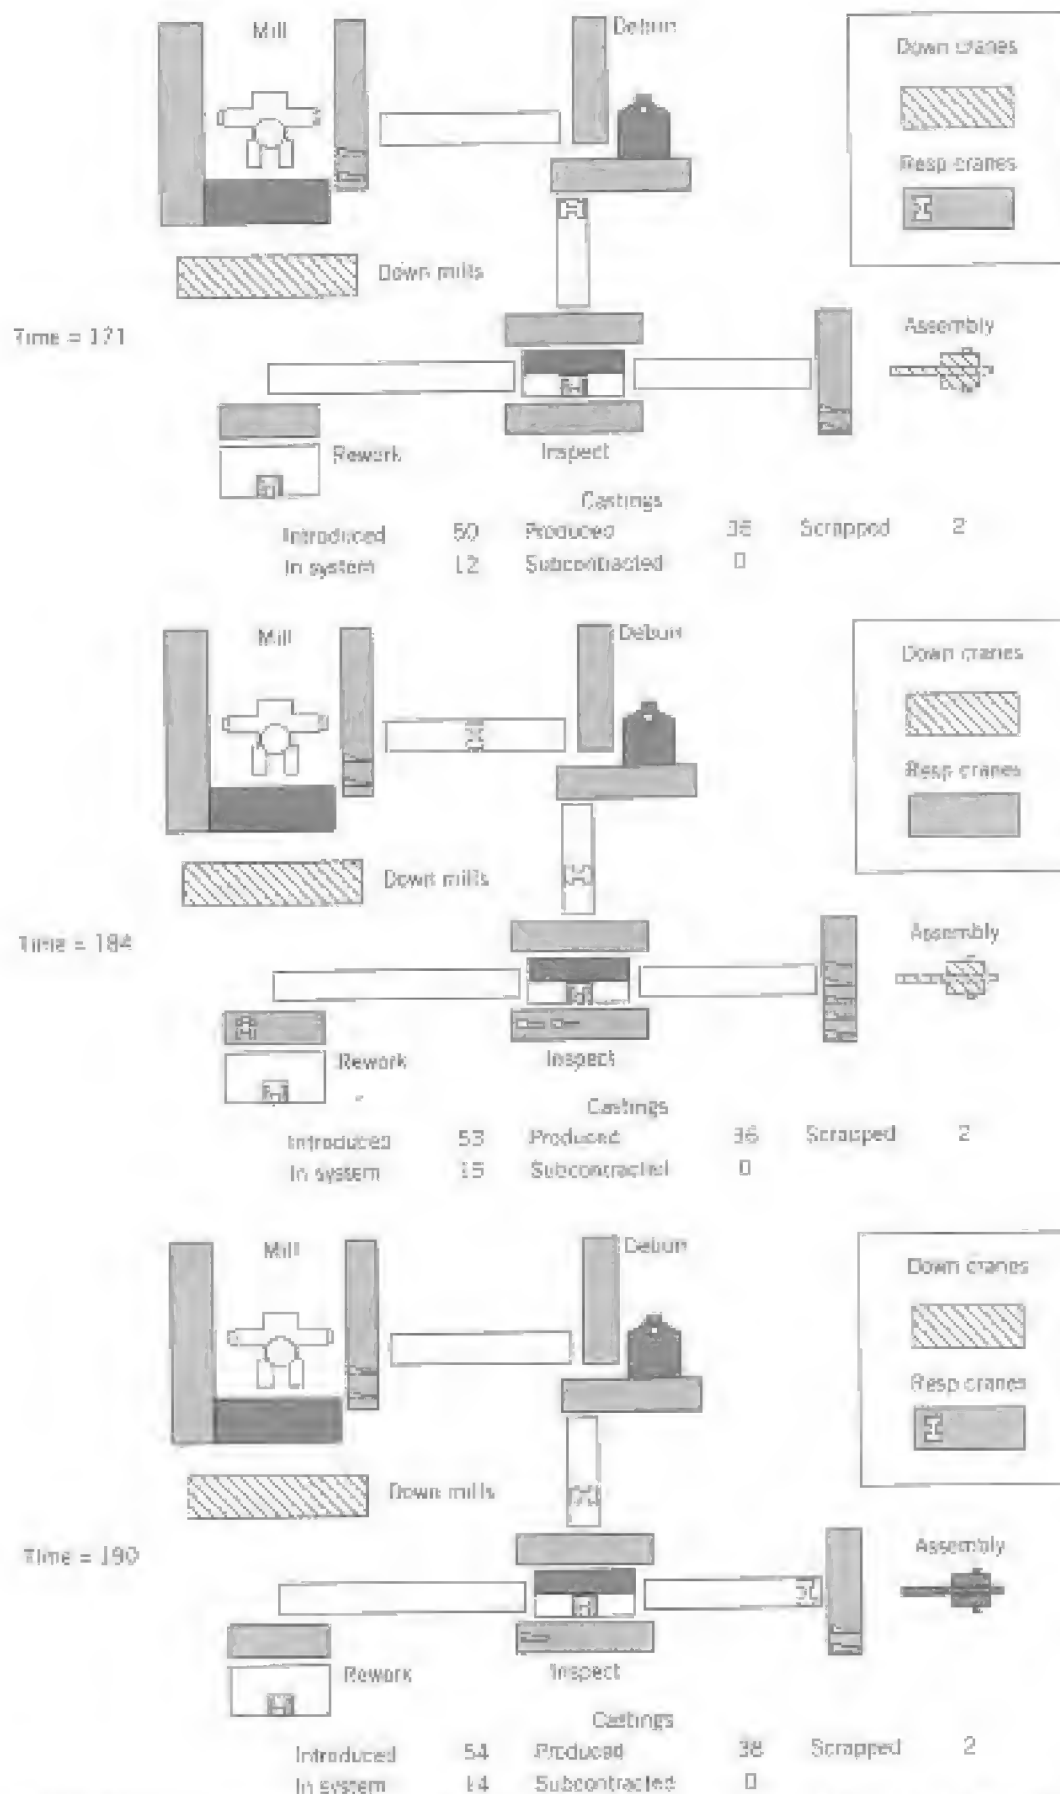 Mill
Deburr
Down cranes
Resp cranes
Down mills
Time = 171
Assembly
Rework
Inspect
Castings
Introduced 50 Produced 36 Scrapped 2
In system 12 Subcontracted 0
Mill
Deburr
Down cranes
Resp cranes
Down mills
Time = 184
Assembly
Rework
Inspect
Castings
Introduced 53 Produced 36 Scrapped 2
In system 15 Subcontracted 0
Mill
Deburr
Down cranes
Resp cranes
Down mills
Time = 190
Assembly
Rework
Inspect
Castings
Introduced 54 Produced 38 Scrapped 2
In system 14 Subcontracted 0